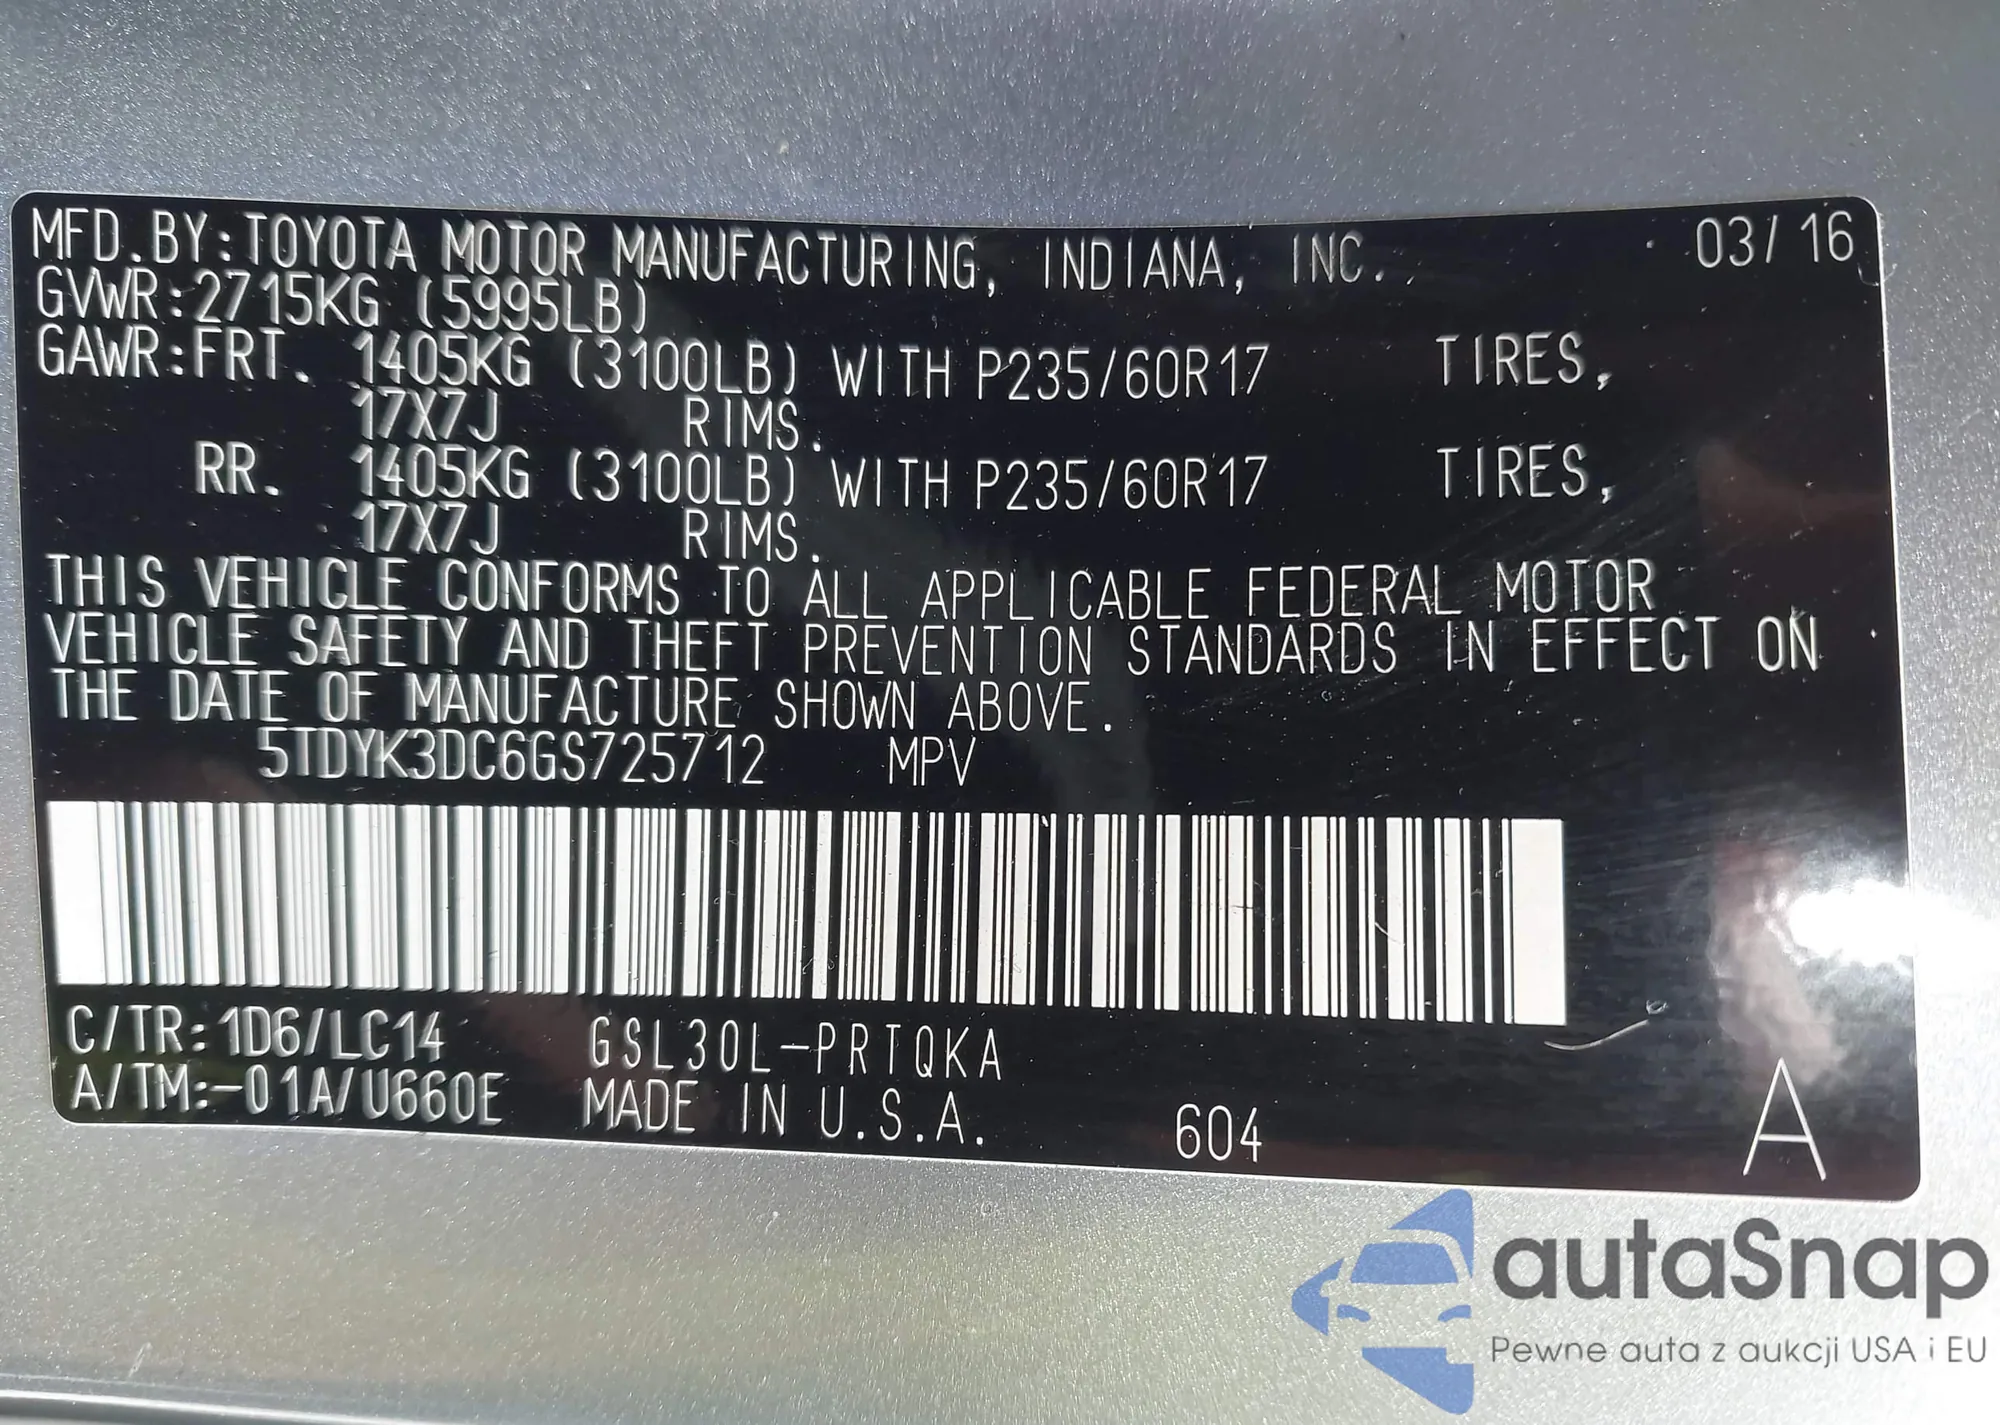 MFD. BY: TOYOTA MOTOR MANUFACTURING, INDIANA, INC. 03/16
GVWR: 2715KG (5995LB)
GAWR: FRT. 1405KG (3100LB) WITH P235/60R17 TIRES,
17X7J RIMS.
RR. 1405KG (3100LB) WITH P235/60R17 TIRES,
17X7J RIMS.
THIS VEHICLE CONFORMS TO ALL APPLICABLE FEDERAL MOTOR
VEHICLE SAFETY AND THEFT PREVENTION STANDARDS IN EFFECT ON
THE DATE OF MANUFACTURE SHOWN ABOVE.
5TDYK3DC6GS725712 MPV
C/TR: 1D6/LC14 GSL30L-PRTQKA
A/TM: -01A/U660E MADE IN U.S.A. 604 A
autaSnap
Pewne auta z aukcji USA i EU